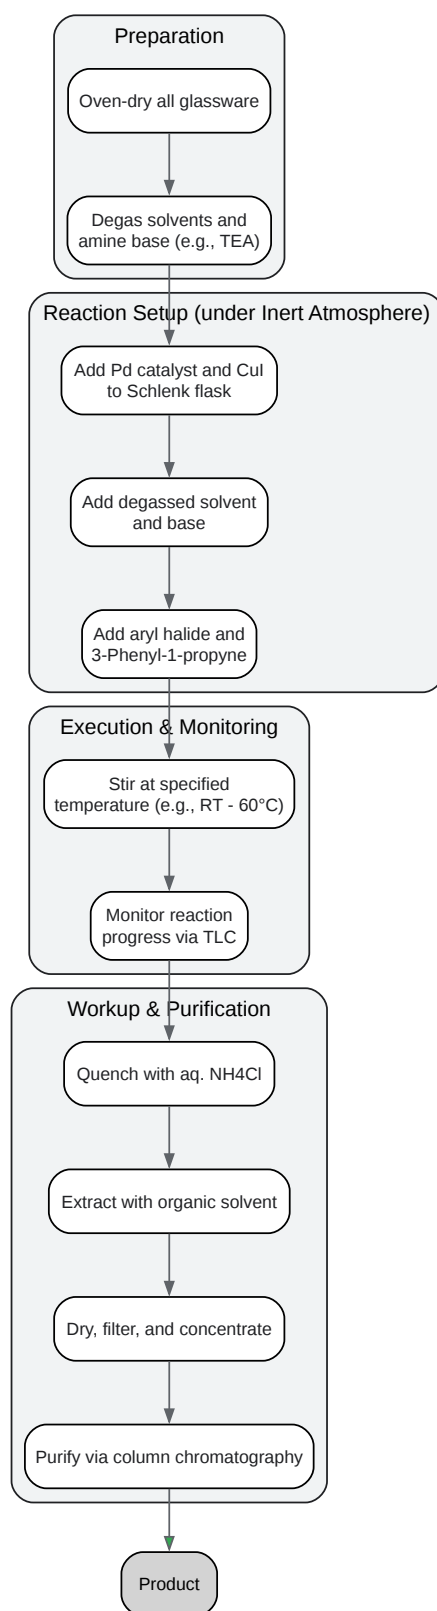 Preparation
Oven-dry all glassware
Degas solvents and
amine base (e.g., TEA)
Reaction Setup (under Inert Atmosphere)
Add Pd catalyst and CuI
to Schlenk flask
Add degassed solvent
and base
Add aryl halide and
3-Phenyl-1-propyne
Execution & Monitoring
Stir at specified
temperature (e.g., RT - 60°C)
Monitor reaction
progress via TLC
Workup & Purification
Quench with aq. NH4Cl
Extract with organic solvent
Dry, filter, and concentrate
Purify via column chromatography
Product